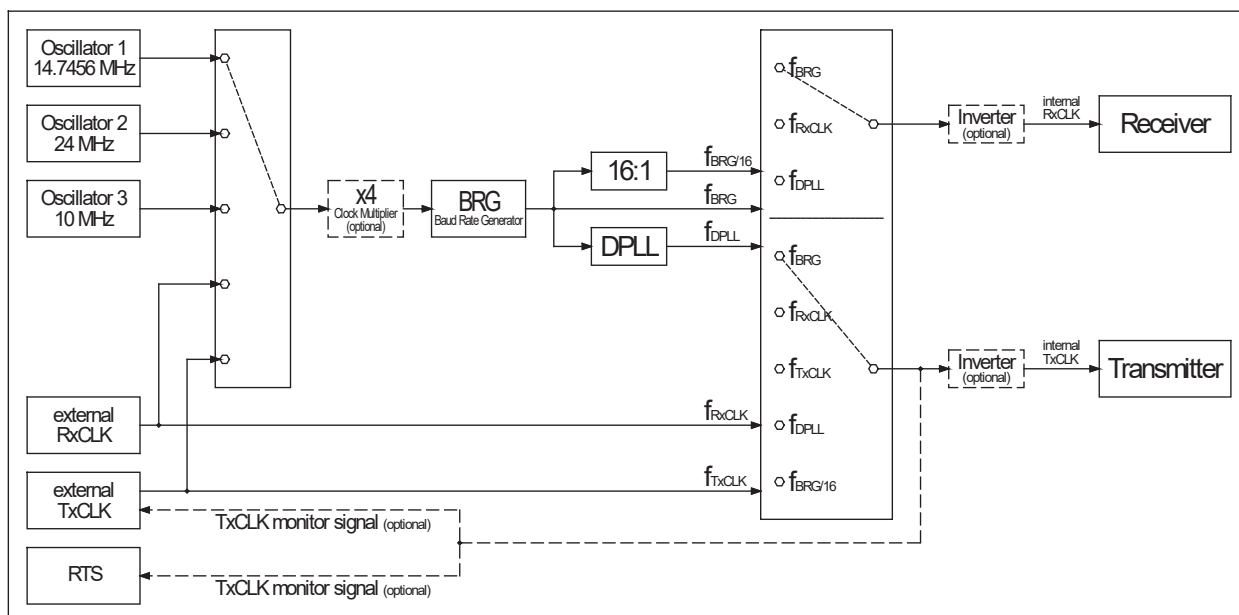 Oscillator 1
14.7456 MHz
Oscillator 2
24 MHz
Oscillator 3
10 MHz
external
RxCLK
external
TxCLK
RTS
x4
Clock Multiplier
(optional)
BRG
Baud Rate Generator
16:1
DPLL
fBRG/16
fBRG
fDPLL
fRxCLK
fTxCLK
TxCLK monitor signal (optional)
TxCLK monitor signal (optional)
fBRG
fRxCLK
fDPLL
fBRG
fRxCLK
fTxCLK
fDPLL
fBRG/16
Inverter
(optional)
internal
RxCLK
Receiver
Inverter
(optional)
internal
TxCLK
Transmitter